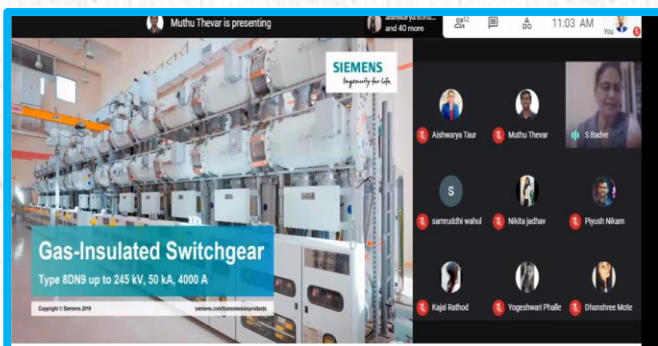 Muthu Thevar is presenting
and 40 more
62
11:03 AM
You
SIEMENS
Ingenuity for life
Gas-Insulated Switchgear
Type 8DN9 up to 245 kV, 50 kA, 4000 A
Copyright © Siemens 2019
siemens.com/transmissionproducts
Aishwarya Taur
Muthu Thevar
S Badve
S
samruddhi wahul
Nikita jadhav
Piyush Nikam
Kajal Rathod
Yogeshwari Phalle
Dhanshree Mote